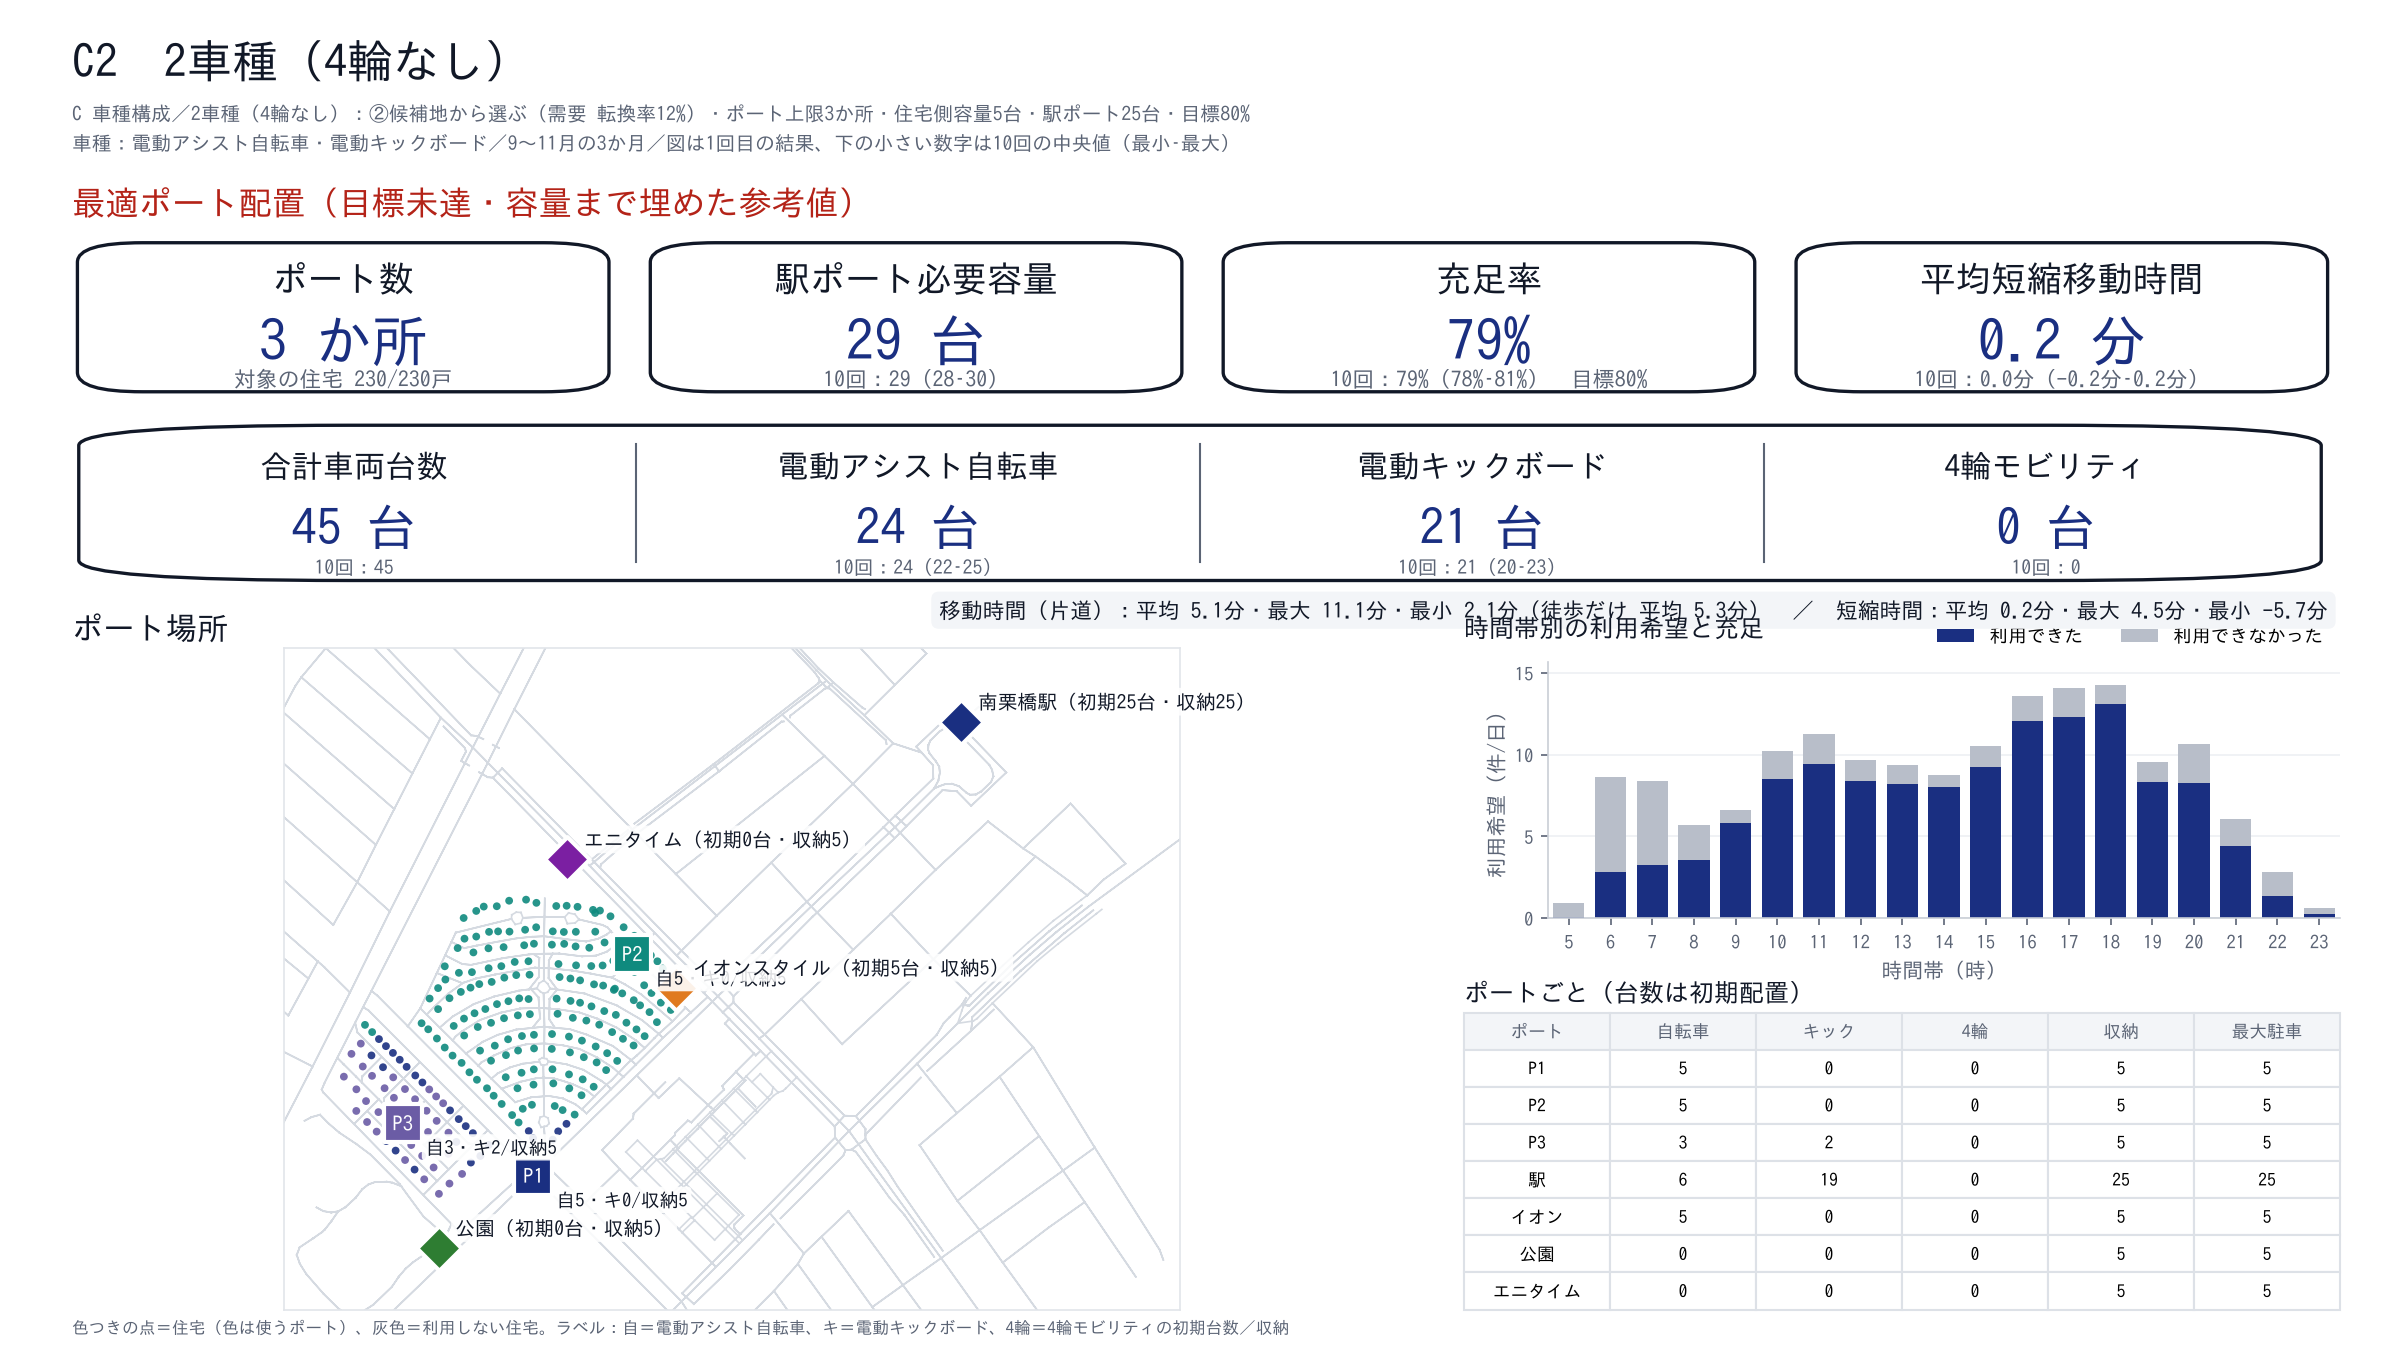 C2　2車種（4輪なし）
C 車種構成／2車種（4輪なし）：②候補地から選ぶ（需要 転換率12%）・ポート上限3か所・住宅側容量5台・駅ポート25台・目標80%
車種：電動アシスト自転車・電動キックボード／9〜11月の3か月／図は1回目の結果、下の小さい数字は10回の中央値（最小-最大）
最適ポート配置（目標未達・容量まで埋めた参考値）
ポート数
3 か所
対象の住宅 230/230戸
駅ポート必要容量
29 台
10回：29（28-30）
充足率
79%
10回：79%（78%-81%）　目標80%
平均短縮移動時間
0.2 分
10回：0.0分（-0.2分-0.2分）
合計車両台数
45 台
10回：45
電動アシスト自転車
24 台
10回：24（22-25）
電動キックボード
21 台
10回：21（20-23）
4輪モビリティ
0 台
10回：0
移動時間（片道）：平均 5.1分・最大 11.1分・最小 2.1分（徒歩だけ 平均 5.3分）　／　短縮時間：平均 0.2分・最大 4.5分・最小 -5.7分
ポート場所
南栗橋駅（初期25台・収納25）
エニタイム（初期0台・収納5）
P2
イオンスタイル（初期5台・収納5）
自5・キ0/収納5
P3
自3・キ2/収納5
P1
自5・キ0/収納5
公園（初期0台・収納5）
時間帯別の利用希望と充足
利用できた　利用できなかった
利用希望（件/日）
15
10
5
0
5 6 7 8 9 10 11 12 13 14 15 16 17 18 19 20 21 22 23
時間帯（時）
ポートごと（台数は初期配置）
ポート 自転車 キック 4輪 収納 最大駐車
P1 5 0 0 5 5
P2 5 0 0 5 5
P3 3 2 0 5 5
駅 6 19 0 25 25
イオン 5 0 0 5 5
公園 0 0 0 5 5
エニタイム 0 0 0 5 5
色つきの点＝住宅（色は使うポート）、灰色＝利用しない住宅。ラベル：自＝電動アシスト自転車、キ＝電動キックボード、4輪＝4輪モビリティの初期台数／収納